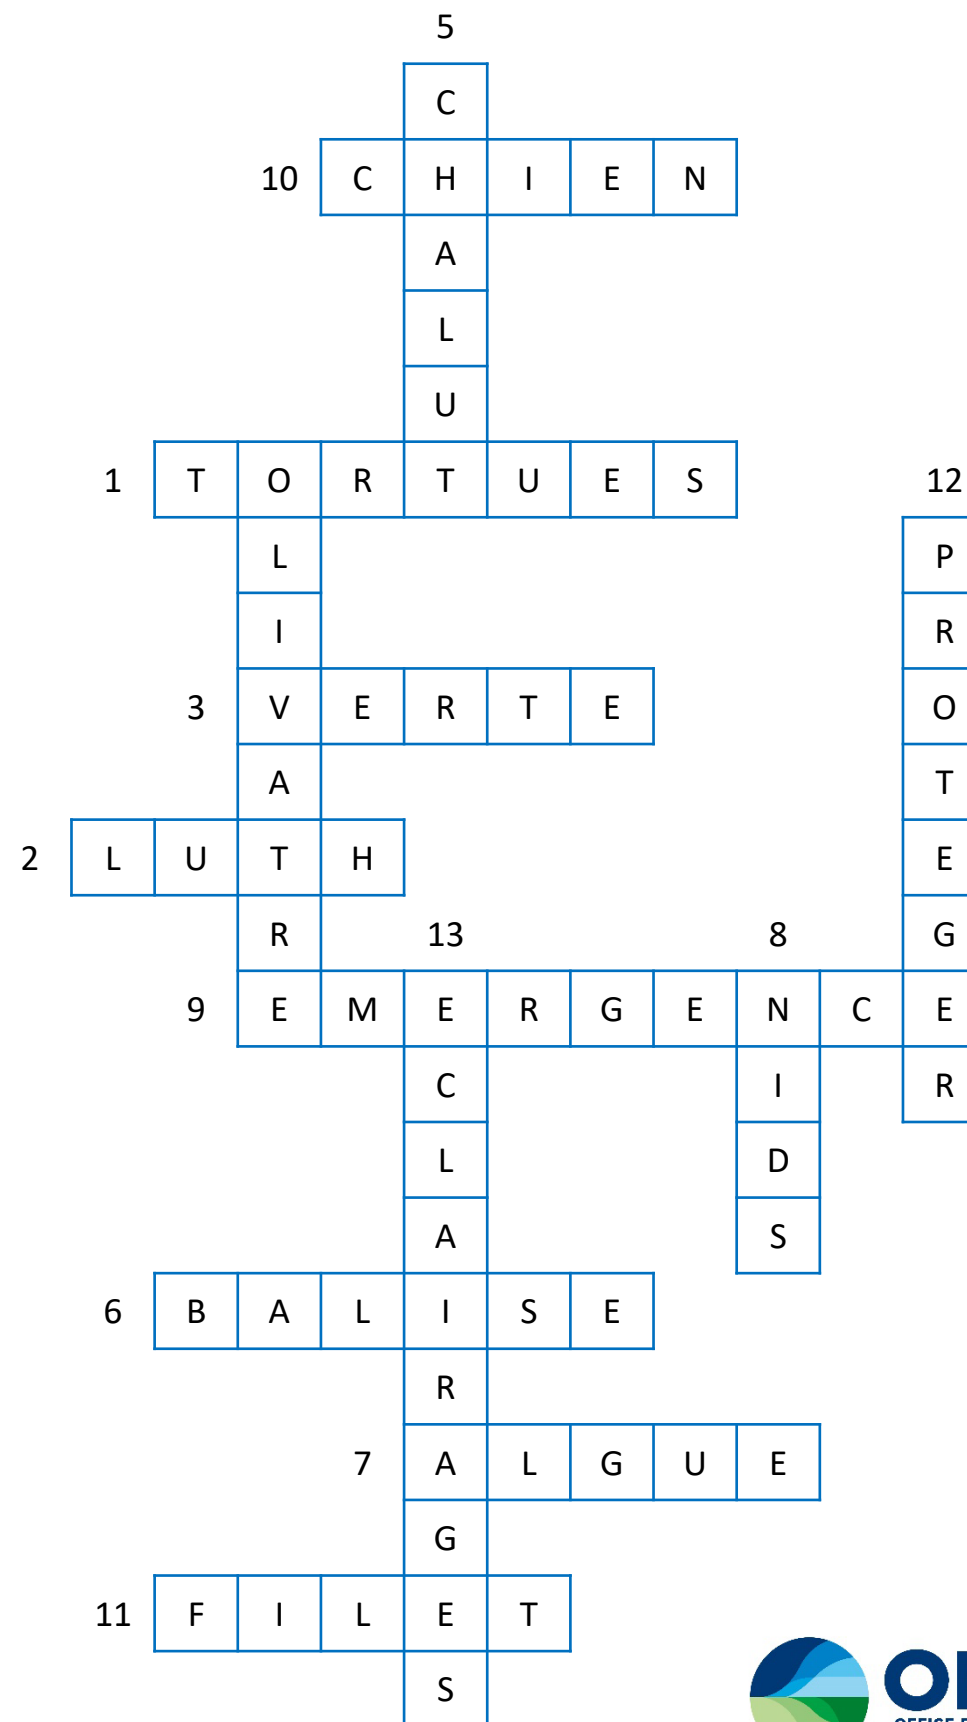 5
C
10 C H I E N
A
L
U
1 T O R T U E S 12
L P
I R
3 V E R T E O
A T
2 L U T H E
R 13 8 G
9 E M E R G E N C E
C I R
L D
A S
6 B A L I S E
R
7 A L G U E
G
11 F I L E T
S